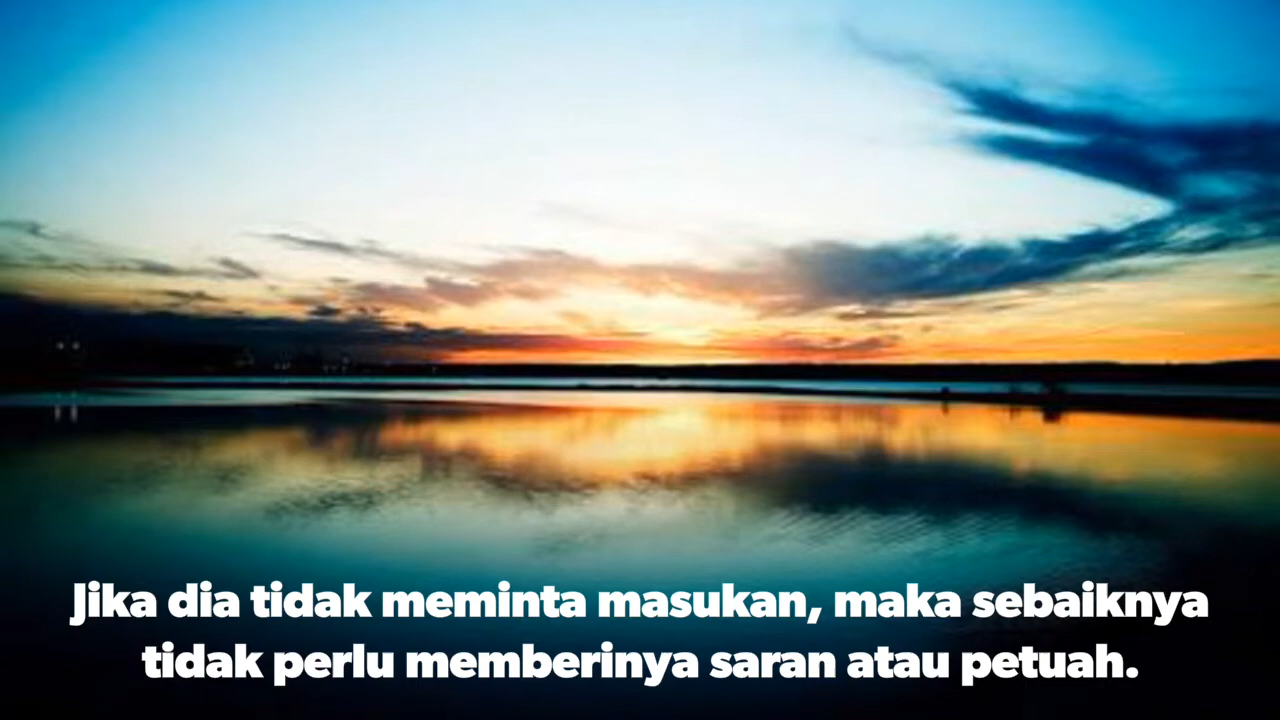 Jika dia tidak meminta masukan, maka sebaiknya
tidak perlu memberinya saran atau petuah.